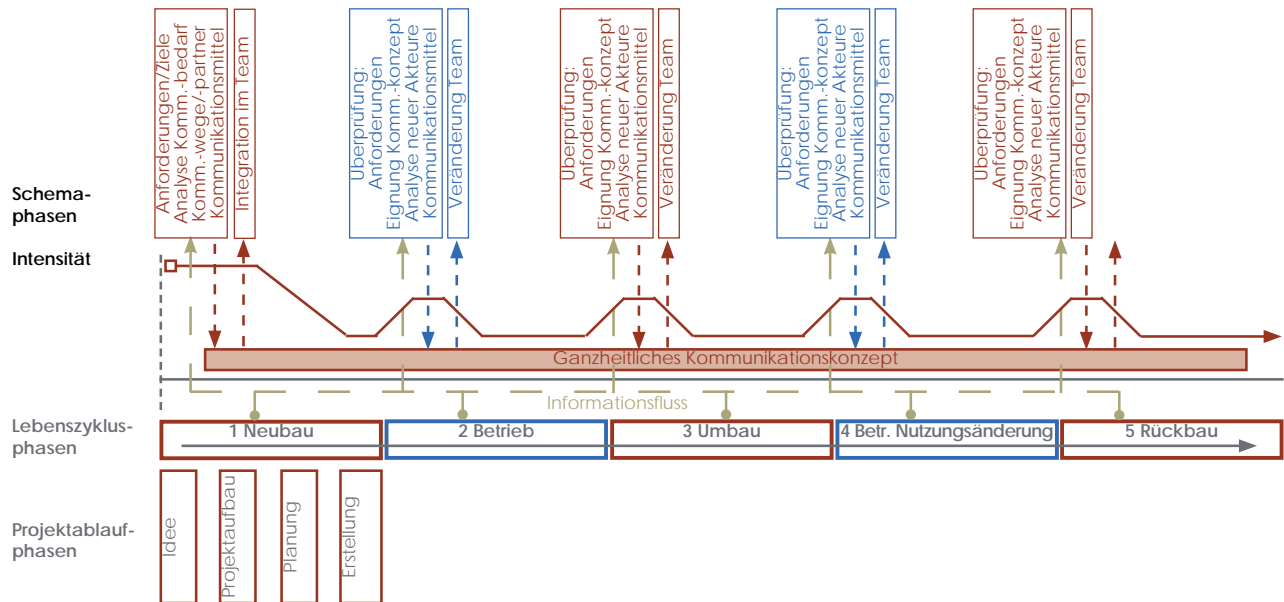 Anforderungen/Ziele
Analyse Komm.-bedarf
Komm.-wege/-partner
Kommunikationsmittel
Integration im Team
Überprüfung:
Anforderungen
Eignung Komm.-konzept
Analyse neuer Akteure
Kommunikationsmittel
Veränderung Team
Überprüfung:
Anforderungen
Eignung Komm.-konzept
Analyse neuer Akteure
Kommunikationsmittel
Veränderung Team
Überprüfung:
Anforderungen
Eignung Komm.-konzept
Analyse neuer Akteure
Kommunikationsmittel
Veränderung Team
Überprüfung:
Anforderungen
Eignung Komm.-konzept
Analyse neuer Akteure
Kommunikationsmittel
Veränderung Team
Schema-
phasen
Intensität
Ganzheitliches Kommunikationskonzept
Informationsfluss
Lebenszyklus-
phasen
1 Neubau
2 Betrieb
3 Umbau
4 Betr. Nutzungsänderung
5 Rückbau
Projektablauf-
phasen
Idee
Projektaufbau
Planung
Erstellung